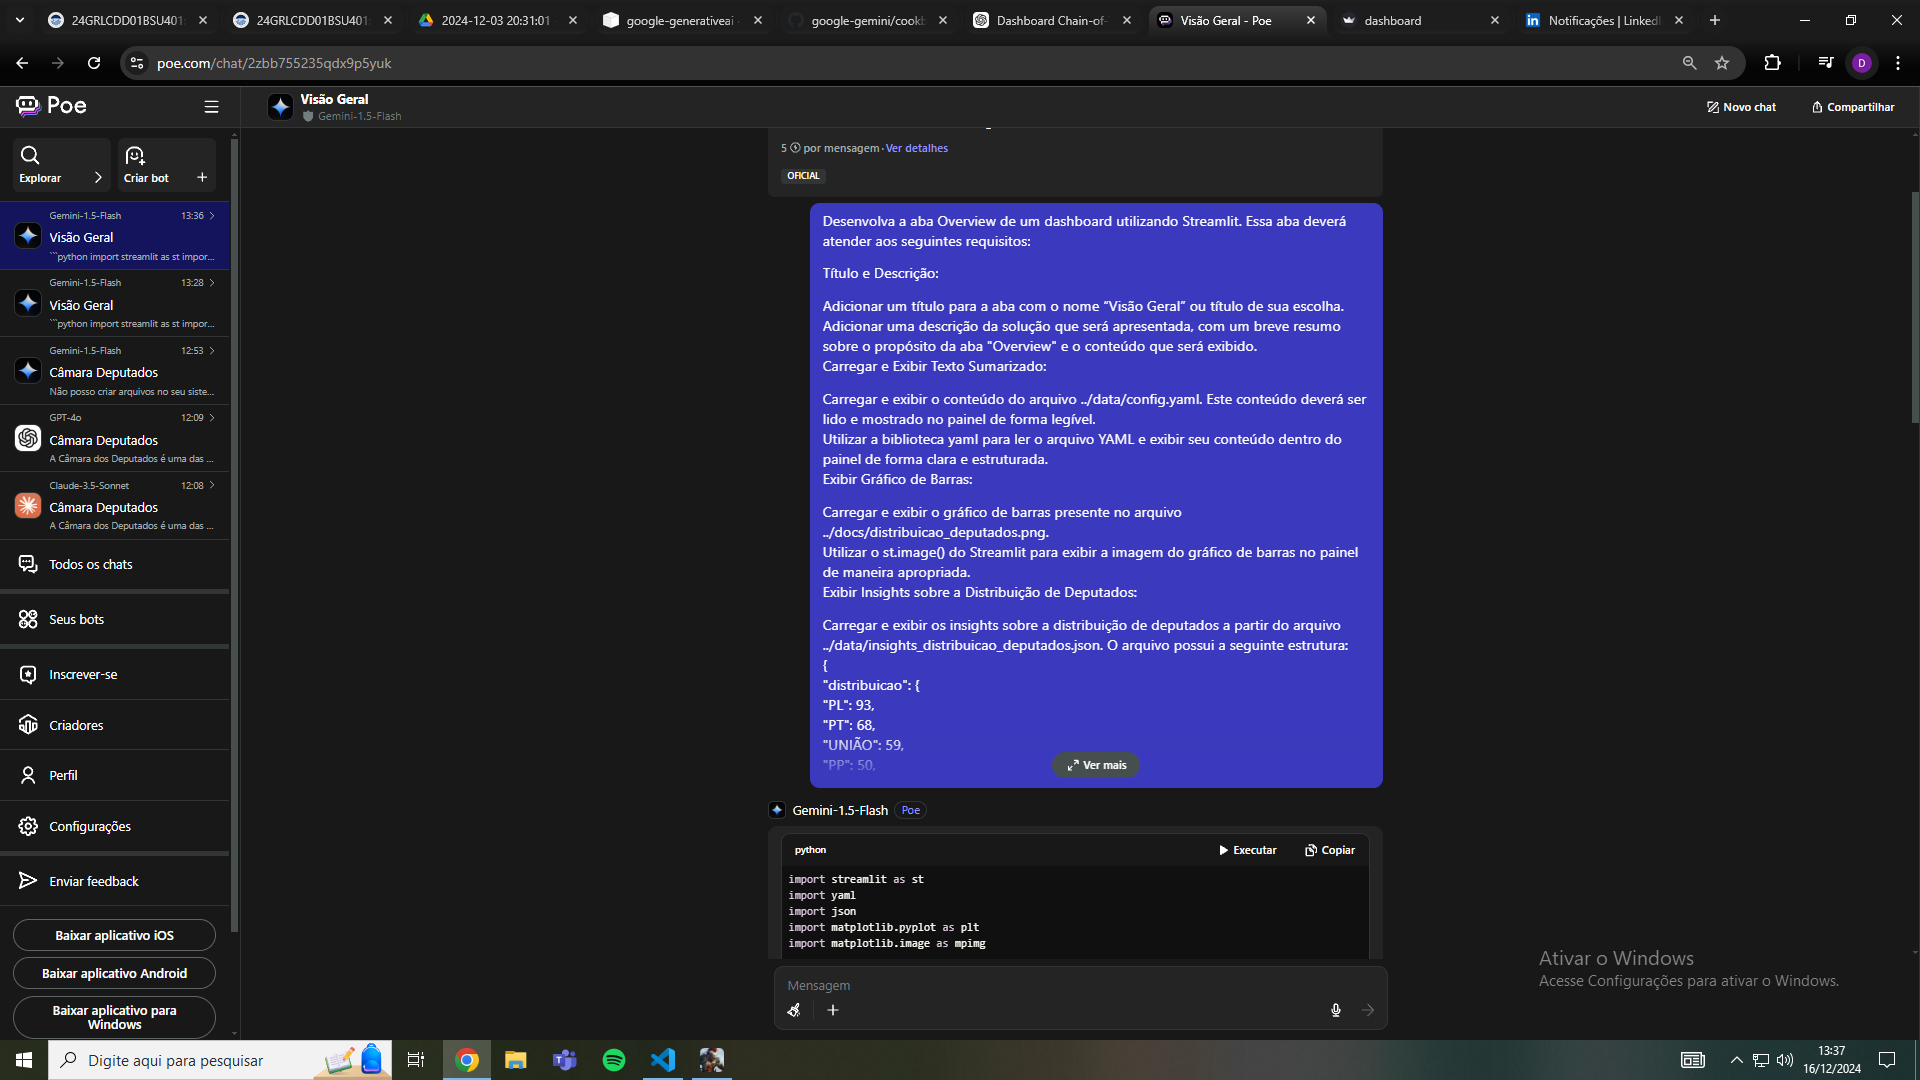 24GRLCDD01BSU401
24GRLCDD01BSU401
2024-12-03 20:31:01
google-generativeai
google-gemini/cookb
Dashboard Chain-of-
Visão Geral - Poe
dashboard
Notificações | LinkedI
poe.com/chat/2zbb755235qdx9p5yuk
D
Poe
Visão Geral
Gemini-1.5-Flash
Novo chat
Compartilhar
Explorar
Criar bot
Gemini-1.5-Flash 13:36
Visão Geral
```python import streamlit as st impor...
Gemini-1.5-Flash 13:28
Visão Geral
```python import streamlit as st impor...
Gemini-1.5-Flash 12:53
Câmara Deputados
Não posso criar arquivos no seu siste...
GPT-4o 12:09
Câmara Deputados
A Câmara dos Deputados é uma das ...
Claude-3.5-Sonnet 12:08
Câmara Deputados
A Câmara dos Deputados é uma das ...
Todos os chats
Seus bots
Inscrever-se
Criadores
Perfil
Configurações
Enviar feedback
Baixar aplicativo iOS
Baixar aplicativo Android
Baixar aplicativo para
Windows
5 por mensagem · Ver detalhes
OFICIAL
Desenvolva a aba Overview de um dashboard utilizando Streamlit. Essa aba deverá
atender aos seguintes requisitos:
Título e Descrição:
Adicionar um título para a aba com o nome “Visão Geral” ou título de sua escolha.
Adicionar uma descrição da solução que será apresentada, com um breve resumo
sobre o propósito da aba "Overview" e o conteúdo que será exibido.
Carregar e Exibir Texto Sumarizado:
Carregar e exibir o conteúdo do arquivo ../data/config.yaml. Este conteúdo deverá ser
lido e mostrado no painel de forma legível.
Utilizar a biblioteca yaml para ler o arquivo YAML e exibir seu conteúdo dentro do
painel de forma clara e estruturada.
Exibir Gráfico de Barras:
Carregar e exibir o gráfico de barras presente no arquivo
../docs/distribuicao_deputados.png.
Utilizar o st.image() do Streamlit para exibir a imagem do gráfico de barras no painel
de maneira apropriada.
Exibir Insights sobre a Distribuição de Deputados:
Carregar e exibir os insights sobre a distribuição de deputados a partir do arquivo
../data/insights_distribuicao_deputados.json. O arquivo possui a seguinte estrutura:
{
"distribuicao": {
"PL": 93,
"PT": 68,
"UNIÃO": 59,
"PP": 50,
Ver mais
Gemini-1.5-Flash Poe
python
Executar
Copiar
import streamlit as st
import yaml
import json
import matplotlib.pyplot as plt
import matplotlib.image as mpimg
Mensagem
Ativar o Windows
Acesse Configurações para ativar o Windows.
Digite aqui para pesquisar
13:37
16/12/2024